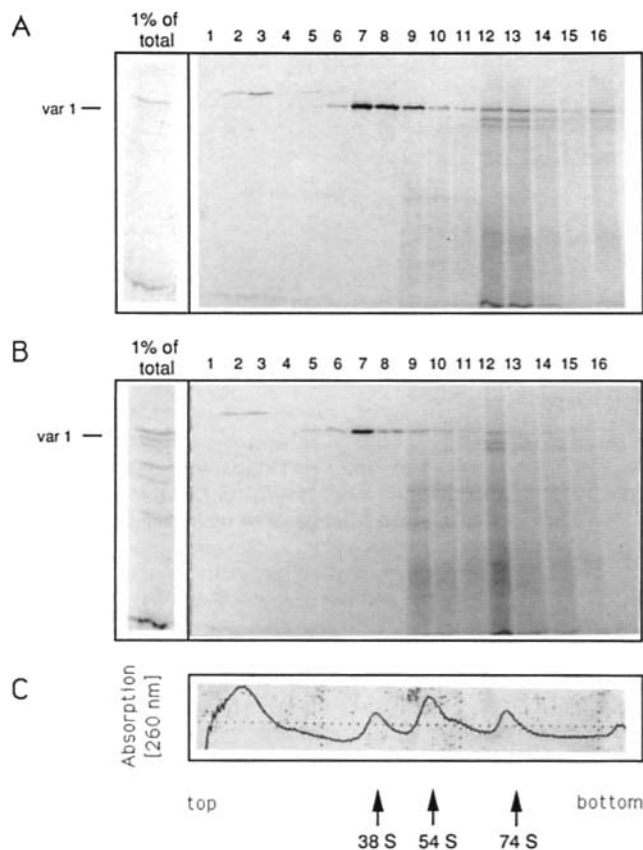 A
1% of
total
1 2 3 4 5 6 7 8 9 10 11 12 13 14 15 16
var 1
B
1% of
total
1 2 3 4 5 6 7 8 9 10 11 12 13 14 15 16
var 1
C
Absorption
[260 nm]
top bottom
38 S 54 S 74 S